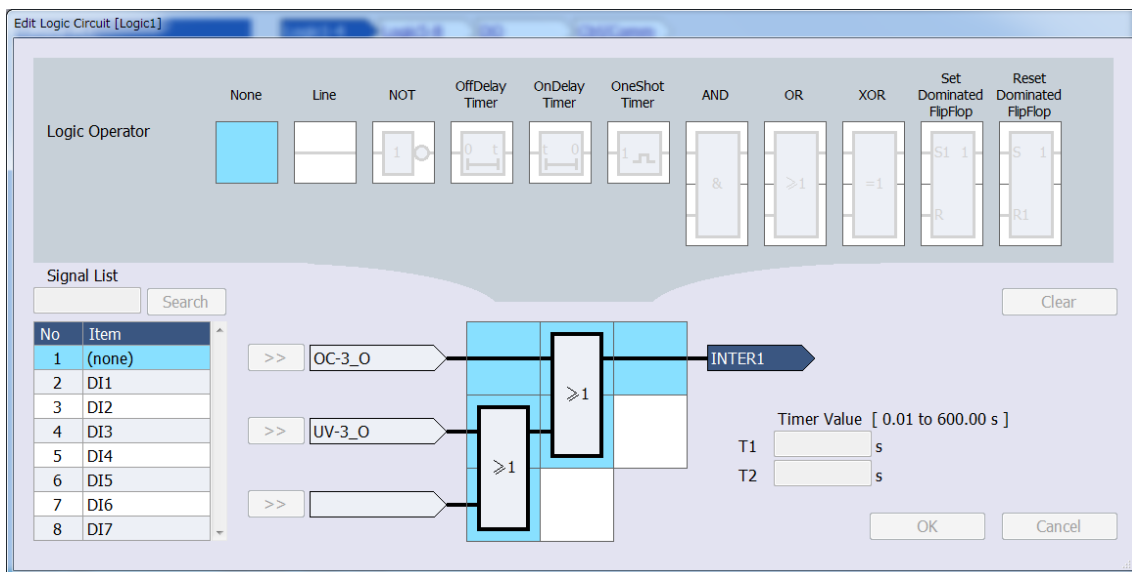 Edit Logic Circuit [Logic1]
Logic Operator
None
Line
NOT
OffDelay
Timer
OnDelay
Timer
OneShot
Timer
AND
OR
XOR
Set
Dominated
FlipFlop
Reset
Dominated
FlipFlop
1
0 t
t 0
1
&
≥1
=1
S1 1
R
S 1
R1
Signal List
Search
Clear
No Item
1 (none)
2 DI1
3 DI2
4 DI3
5 DI4
6 DI5
7 DI6
8 DI7
>> OC-3_O
>> UV-3_O
>>
≥1
≥1
INTER1
Timer Value [ 0.01 to 600.00 s ]
T1 s
T2 s
OK
Cancel